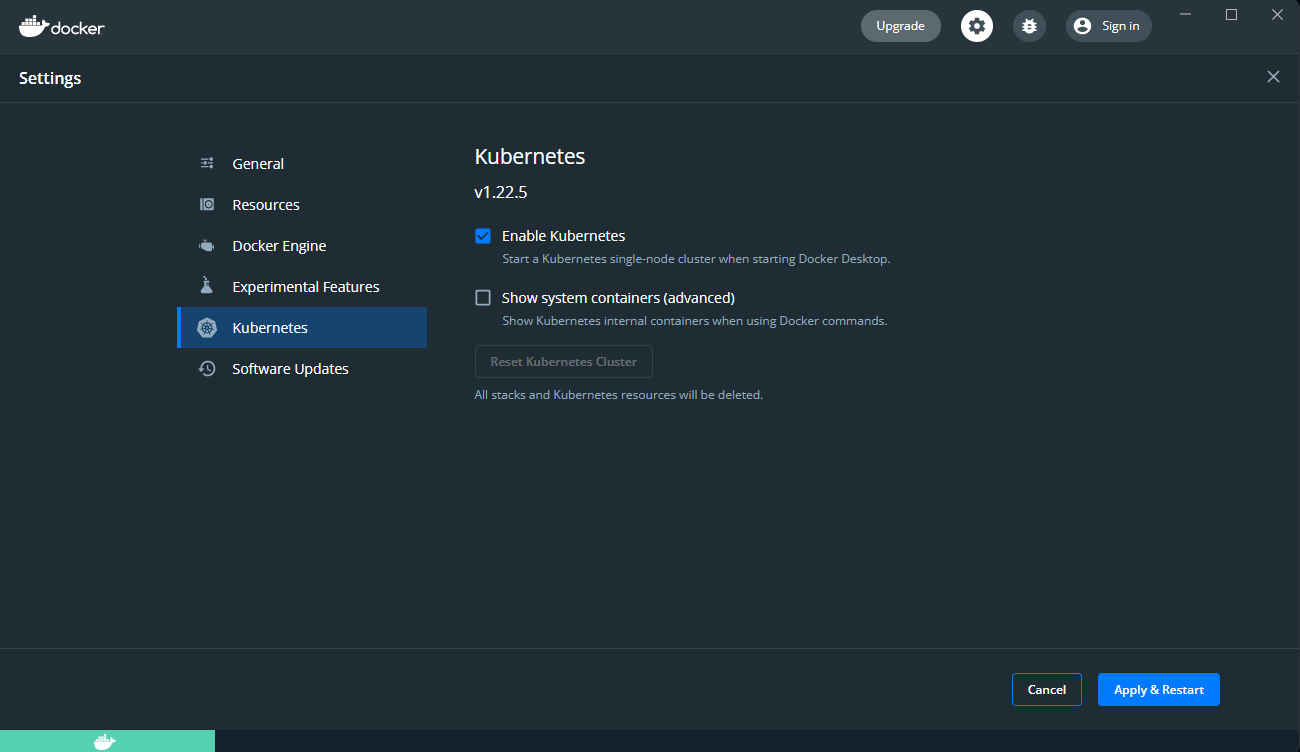 docker
Upgrade
Sign in
Settings
General
Resources
Docker Engine
Experimental Features
Kubernetes
Software Updates
Kubernetes
v1.22.5
Enable Kubernetes
Start a Kubernetes single-node cluster when starting Docker Desktop.
Show system containers (advanced)
Show Kubernetes internal containers when using Docker commands.
Reset Kubernetes Cluster
All stacks and Kubernetes resources will be deleted.
Cancel
Apply & Restart